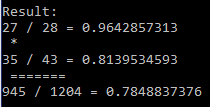 Result:
27 / 28 = 0.9642857313
*
35 / 43 = 0.8139534593
=======
945 / 1204 = 0.7848837376